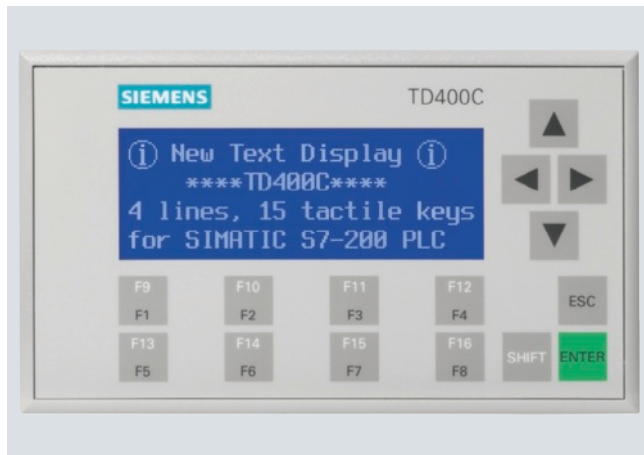 SIEMENS TD400C
ⓘ New Text Display ⓘ
****TD400C****
4 lines, 15 tactile keys
for SIMATIC S7-200 PLC
F9 F10 F11 F12
F1 F2 F3 F4
ESC
F13 F14 F15 F16
F5 F6 F7 F8
SHIFT ENTER